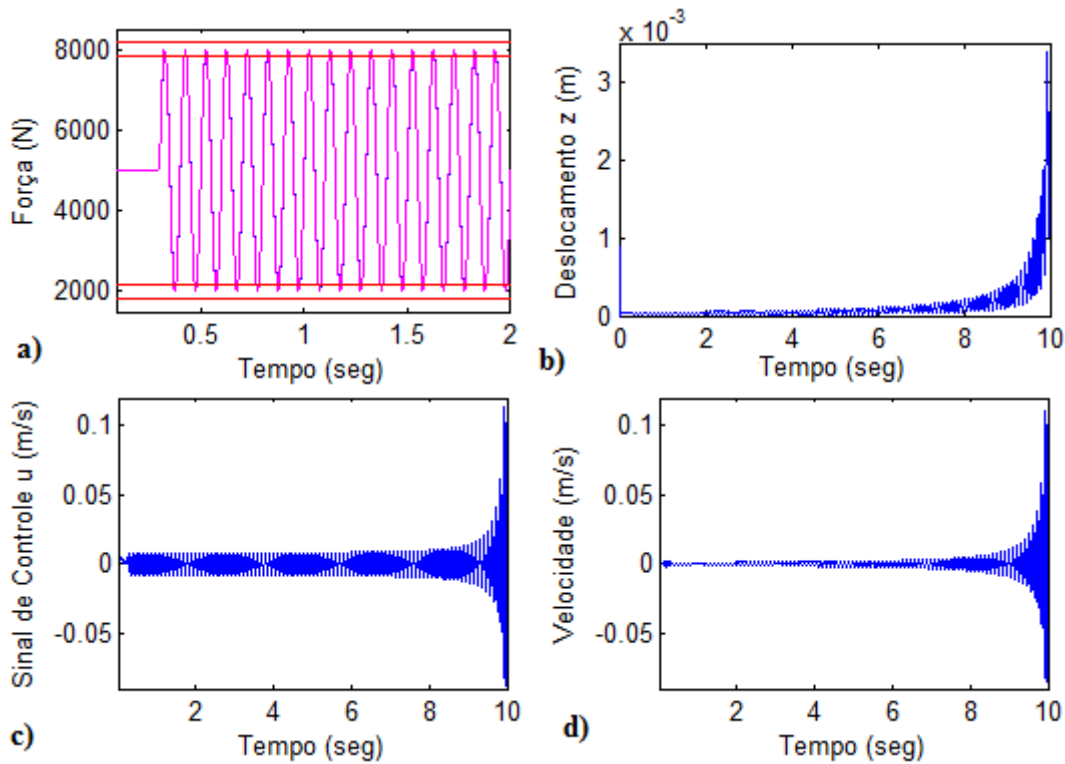 8000
6000
4000
2000
Força (N)
0.5
1
1.5
2
Tempo (seg)
a)
x 10-3
3
2
1
0
Deslocamento z (m)
0
2
4
6
8
10
Tempo (seg)
b)
0.1
0.05
0
-0.05
Sinal de Controle u (m/s)
2
4
6
8
10
Tempo (seg)
c)
0.1
0.05
0
-0.05
Velocidade (m/s)
2
4
6
8
10
Tempo (seg)
d)